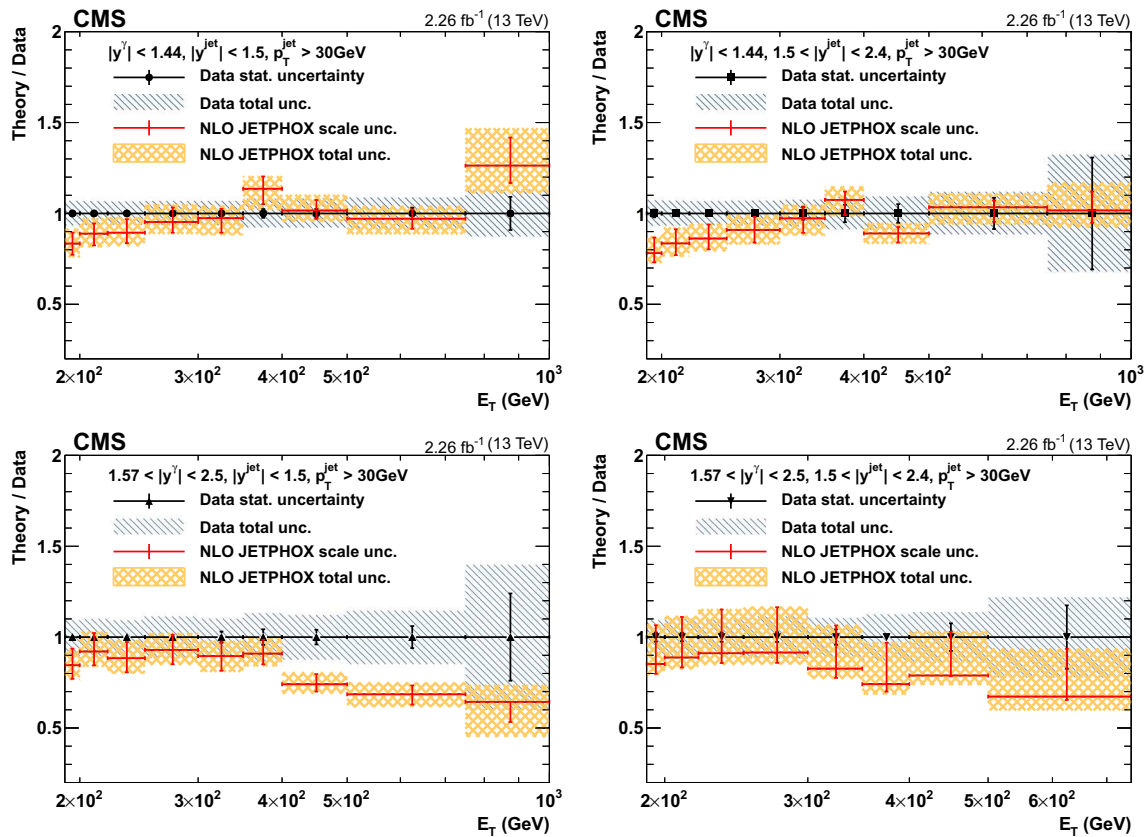 CMS
2.26 fb⁻¹ (13 TeV)
Theory / Data
2
1.5
1
0.5
|y^γ| < 1.44, |y^jet| < 1.5, p_T^jet > 30GeV
Data stat. uncertainty
Data total unc.
NLO JETPHOX scale unc.
NLO JETPHOX total unc.
2×10² 3×10² 4×10² 5×10² 10³
E_T (GeV)
CMS
2.26 fb⁻¹ (13 TeV)
Theory / Data
2
1.5
1
0.5
|y^γ| < 1.44, 1.5 < |y^jet| < 2.4, p_T^jet > 30GeV
Data stat. uncertainty
Data total unc.
NLO JETPHOX scale unc.
NLO JETPHOX total unc.
2×10² 3×10² 4×10² 5×10² 10³
E_T (GeV)
CMS
2.26 fb⁻¹ (13 TeV)
Theory / Data
2
1.5
1
0.5
1.57 < |y^γ| < 2.5, |y^jet| < 1.5, p_T^jet > 30GeV
Data stat. uncertainty
Data total unc.
NLO JETPHOX scale unc.
NLO JETPHOX total unc.
2×10² 3×10² 4×10² 5×10² 10³
E_T (GeV)
CMS
2.26 fb⁻¹ (13 TeV)
Theory / Data
2
1.5
1
0.5
1.57 < |y^γ| < 2.5, 1.5 < |y^jet| < 2.4, p_T^jet > 30GeV
Data stat. uncertainty
Data total unc.
NLO JETPHOX scale unc.
NLO JETPHOX total unc.
2×10² 3×10² 4×10² 5×10² 6×10²
E_T (GeV)